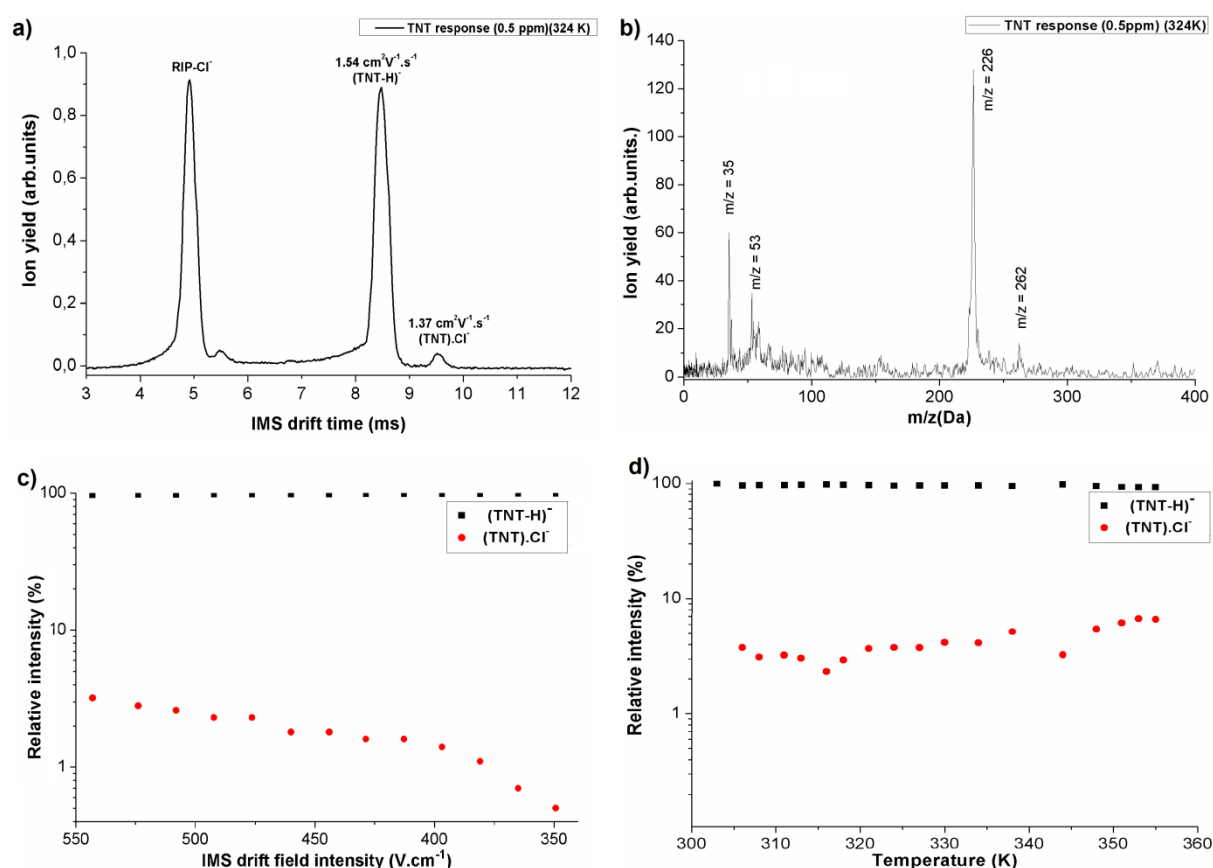 a)
TNT response (0.5 ppm)(324 K)
1,0
0,8
0,6
0,4
0,2
0,0
Ion yield (arb.units)
RIP-Cl⁻
1.54 cm²V⁻¹.s⁻¹
(TNT-H)⁻
1.37 cm²V⁻¹.s⁻¹
(TNT).Cl⁻
3 4 5 6 7 8 9 10 11 12
IMS drift time (ms)
b)
TNT response (0.5ppm) (324K)
140
120
100
80
60
40
20
0
Ion yield (arb.units.)
m/z = 35
m/z = 53
m/z = 226
m/z = 262
0 100 200 300 400
m/z(Da)
c)
100
10
1
Relative intensity (%)
(TNT-H)⁻
(TNT).Cl⁻
550 500 450 400 350
IMS drift field intensity (V.cm⁻¹)
d)
100
10
1
Relative intensity (%)
(TNT-H)⁻
(TNT).Cl⁻
300 310 320 330 340 350 360
Temperature (K)